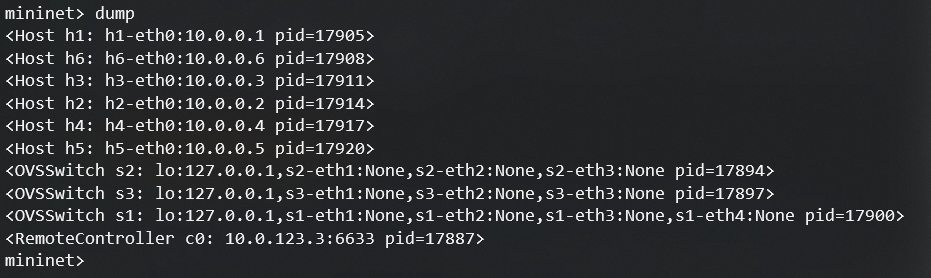 mininet> dump
<Host h1: h1-eth0:10.0.0.1 pid=17905>
<Host h6: h6-eth0:10.0.0.6 pid=17908>
<Host h3: h3-eth0:10.0.0.3 pid=17911>
<Host h2: h2-eth0:10.0.0.2 pid=17914>
<Host h4: h4-eth0:10.0.0.4 pid=17917>
<Host h5: h5-eth0:10.0.0.5 pid=17920>
<OVSSwitch s2: lo:127.0.0.1,s2-eth1:None,s2-eth2:None,s2-eth3:None pid=17894>
<OVSSwitch s3: lo:127.0.0.1,s3-eth1:None,s3-eth2:None,s3-eth3:None pid=17897>
<OVSSwitch s1: lo:127.0.0.1,s1-eth1:None,s1-eth2:None,s1-eth3:None,s1-eth4:None pid=17900>
<RemoteController c0: 10.0.123.3:6633 pid=17887>
mininet>